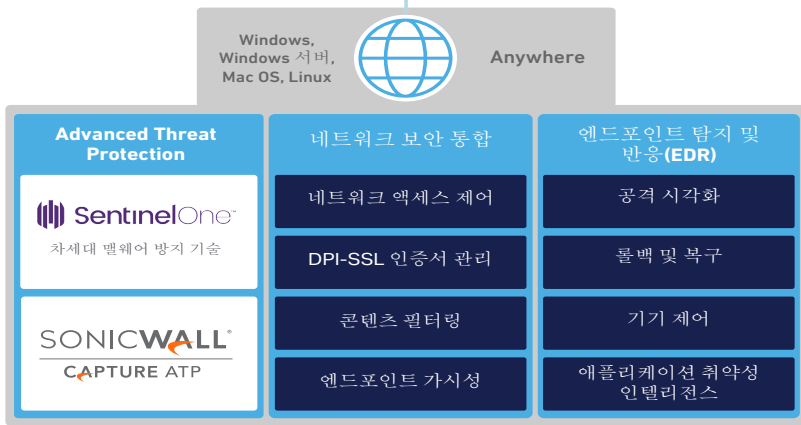 Windows,
Windows 서버,
Mac OS, Linux
Anywhere
Advanced Threat
Protection
SentinelOne™
차세대 맬웨어 방지 기술
SONICWALL®
CAPTURE ATP
네트워크 보안 통합
네트워크 액세스 제어
DPI-SSL 인증서 관리
콘텐츠 필터링
엔드포인트 가시성
엔드포인트 탐지 및
반응(EDR)
공격 시각화
롤백 및 복구
기기 제어
애플리케이션 취약성
인텔리전스